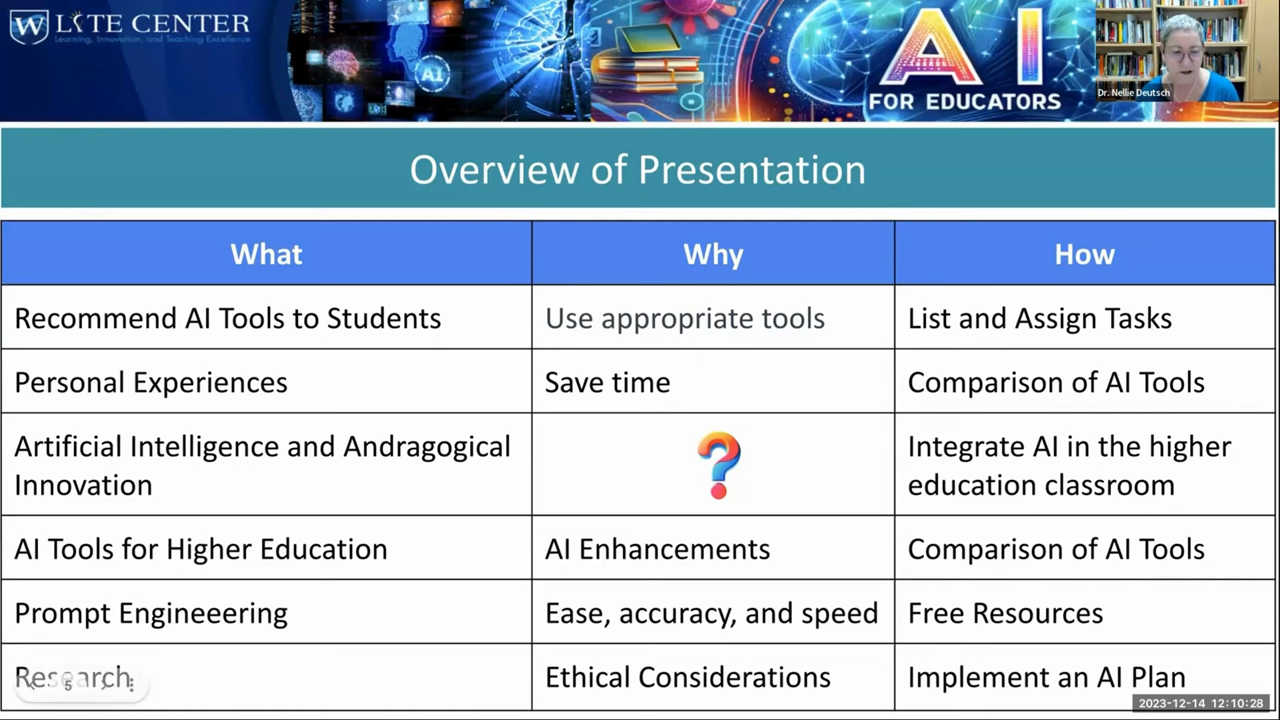 W LITE CENTER
Learning, Innovation, and Teaching Excellence
AI
AI
FOR EDUCATORS
Dr. Nellie Deutsch
Overview of Presentation
What Why How
Recommend AI Tools to Students Use appropriate tools List and Assign Tasks
Personal Experiences Save time Comparison of AI Tools
Artificial Intelligence and Andragogical Innovation ? Integrate AI in the higher education classroom
AI Tools for Higher Education AI Enhancements Comparison of AI Tools
Prompt Engineeering Ease, accuracy, and speed Free Resources
Research Ethical Considerations Implement an AI Plan
5
2023-12-14 12:10:28